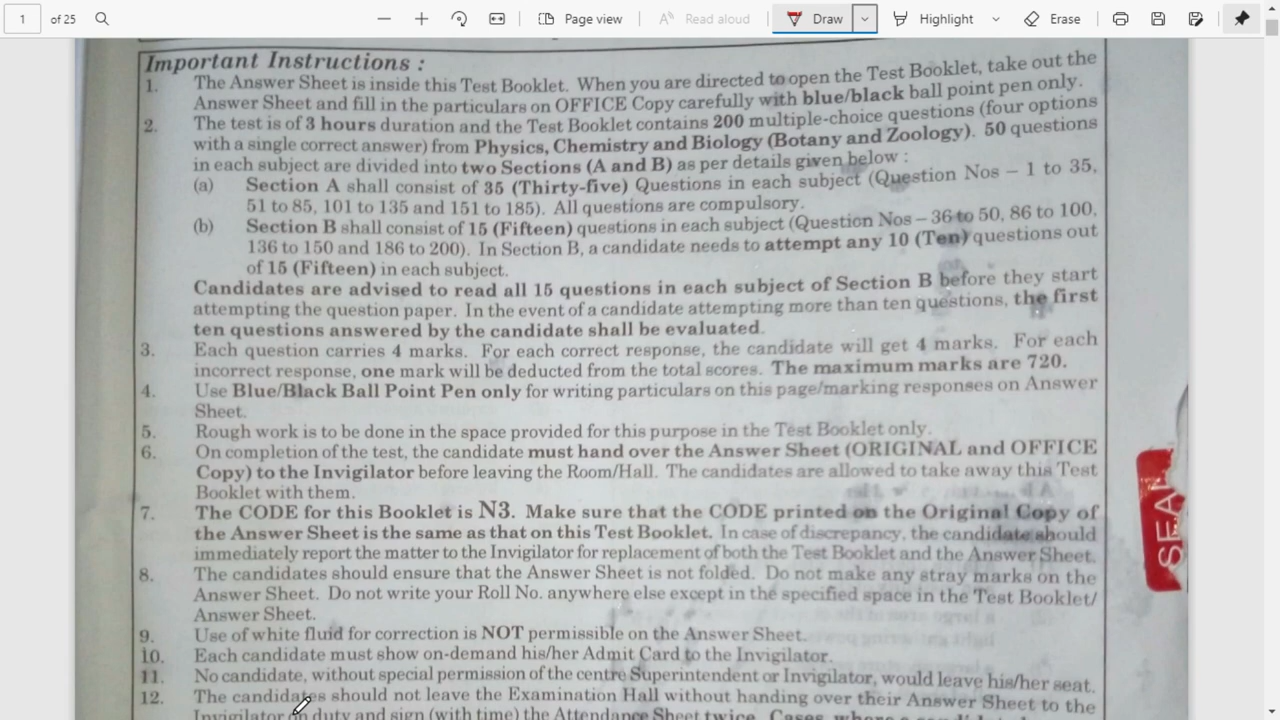 1 of 25 Page view Read aloud Draw Highlight Erase
Important Instructions :
1. The Answer Sheet is inside this Test Booklet. When you are directed to open the Test Booklet, take out the
Answer Sheet and fill in the particulars on OFFICE Copy carefully with blue/black ball point pen only.
2. The test is of 3 hours duration and the Test Booklet contains 200 multiple-choice questions (four options
with a single correct answer) from Physics, Chemistry and Biology (Botany and Zoology). 50 questions
in each subject are divided into two Sections (A and B) as per details given below :
(a) Section A shall consist of 35 (Thirty-five) Questions in each subject (Question Nos – 1 to 35,
51 to 85, 101 to 135 and 151 to 185). All questions are compulsory.
(b) Section B shall consist of 15 (Fifteen) questions in each subject (Question Nos – 36 to 50, 86 to 100,
136 to 150 and 186 to 200). In Section B, a candidate needs to attempt any 10 (Ten) questions out
of 15 (Fifteen) in each subject.
Candidates are advised to read all 15 questions in each subject of Section B before they start
attempting the question paper. In the event of a candidate attempting more than ten questions, the first
ten questions answered by the candidate shall be evaluated.
3. Each question carries 4 marks. For each correct response, the candidate will get 4 marks. For each
incorrect response, one mark will be deducted from the total scores. The maximum marks are 720.
4. Use Blue/Black Ball Point Pen only for writing particulars on this page/marking responses on Answer
Sheet.
5. Rough work is to be done in the space provided for this purpose in the Test Booklet only.
6. On completion of the test, the candidate must hand over the Answer Sheet (ORIGINAL and OFFICE
Copy) to the Invigilator before leaving the Room/Hall. The candidates are allowed to take away this Test
Booklet with them.
7. The CODE for this Booklet is N3. Make sure that the CODE printed on the Original Copy of
the Answer Sheet is the same as that on this Test Booklet. In case of discrepancy, the candidate should
immediately report the matter to the Invigilator for replacement of both the Test Booklet and the Answer Sheet.
8. The candidates should ensure that the Answer Sheet is not folded. Do not make any stray marks on the
Answer Sheet. Do not write your Roll No. anywhere else except in the specified space in the Test Booklet/
Answer Sheet.
9. Use of white fluid for correction is NOT permissible on the Answer Sheet.
10. Each candidate must show on-demand his/her Admit Card to the Invigilator.
11. No candidate, without special permission of the centre Superintendent or Invigilator, would leave his/her seat.
12. The candidates should not leave the Examination Hall without handing over their Answer Sheet to the
Invigilator on duty and sign (with time) the Attendance Sheet twice. Cases where a